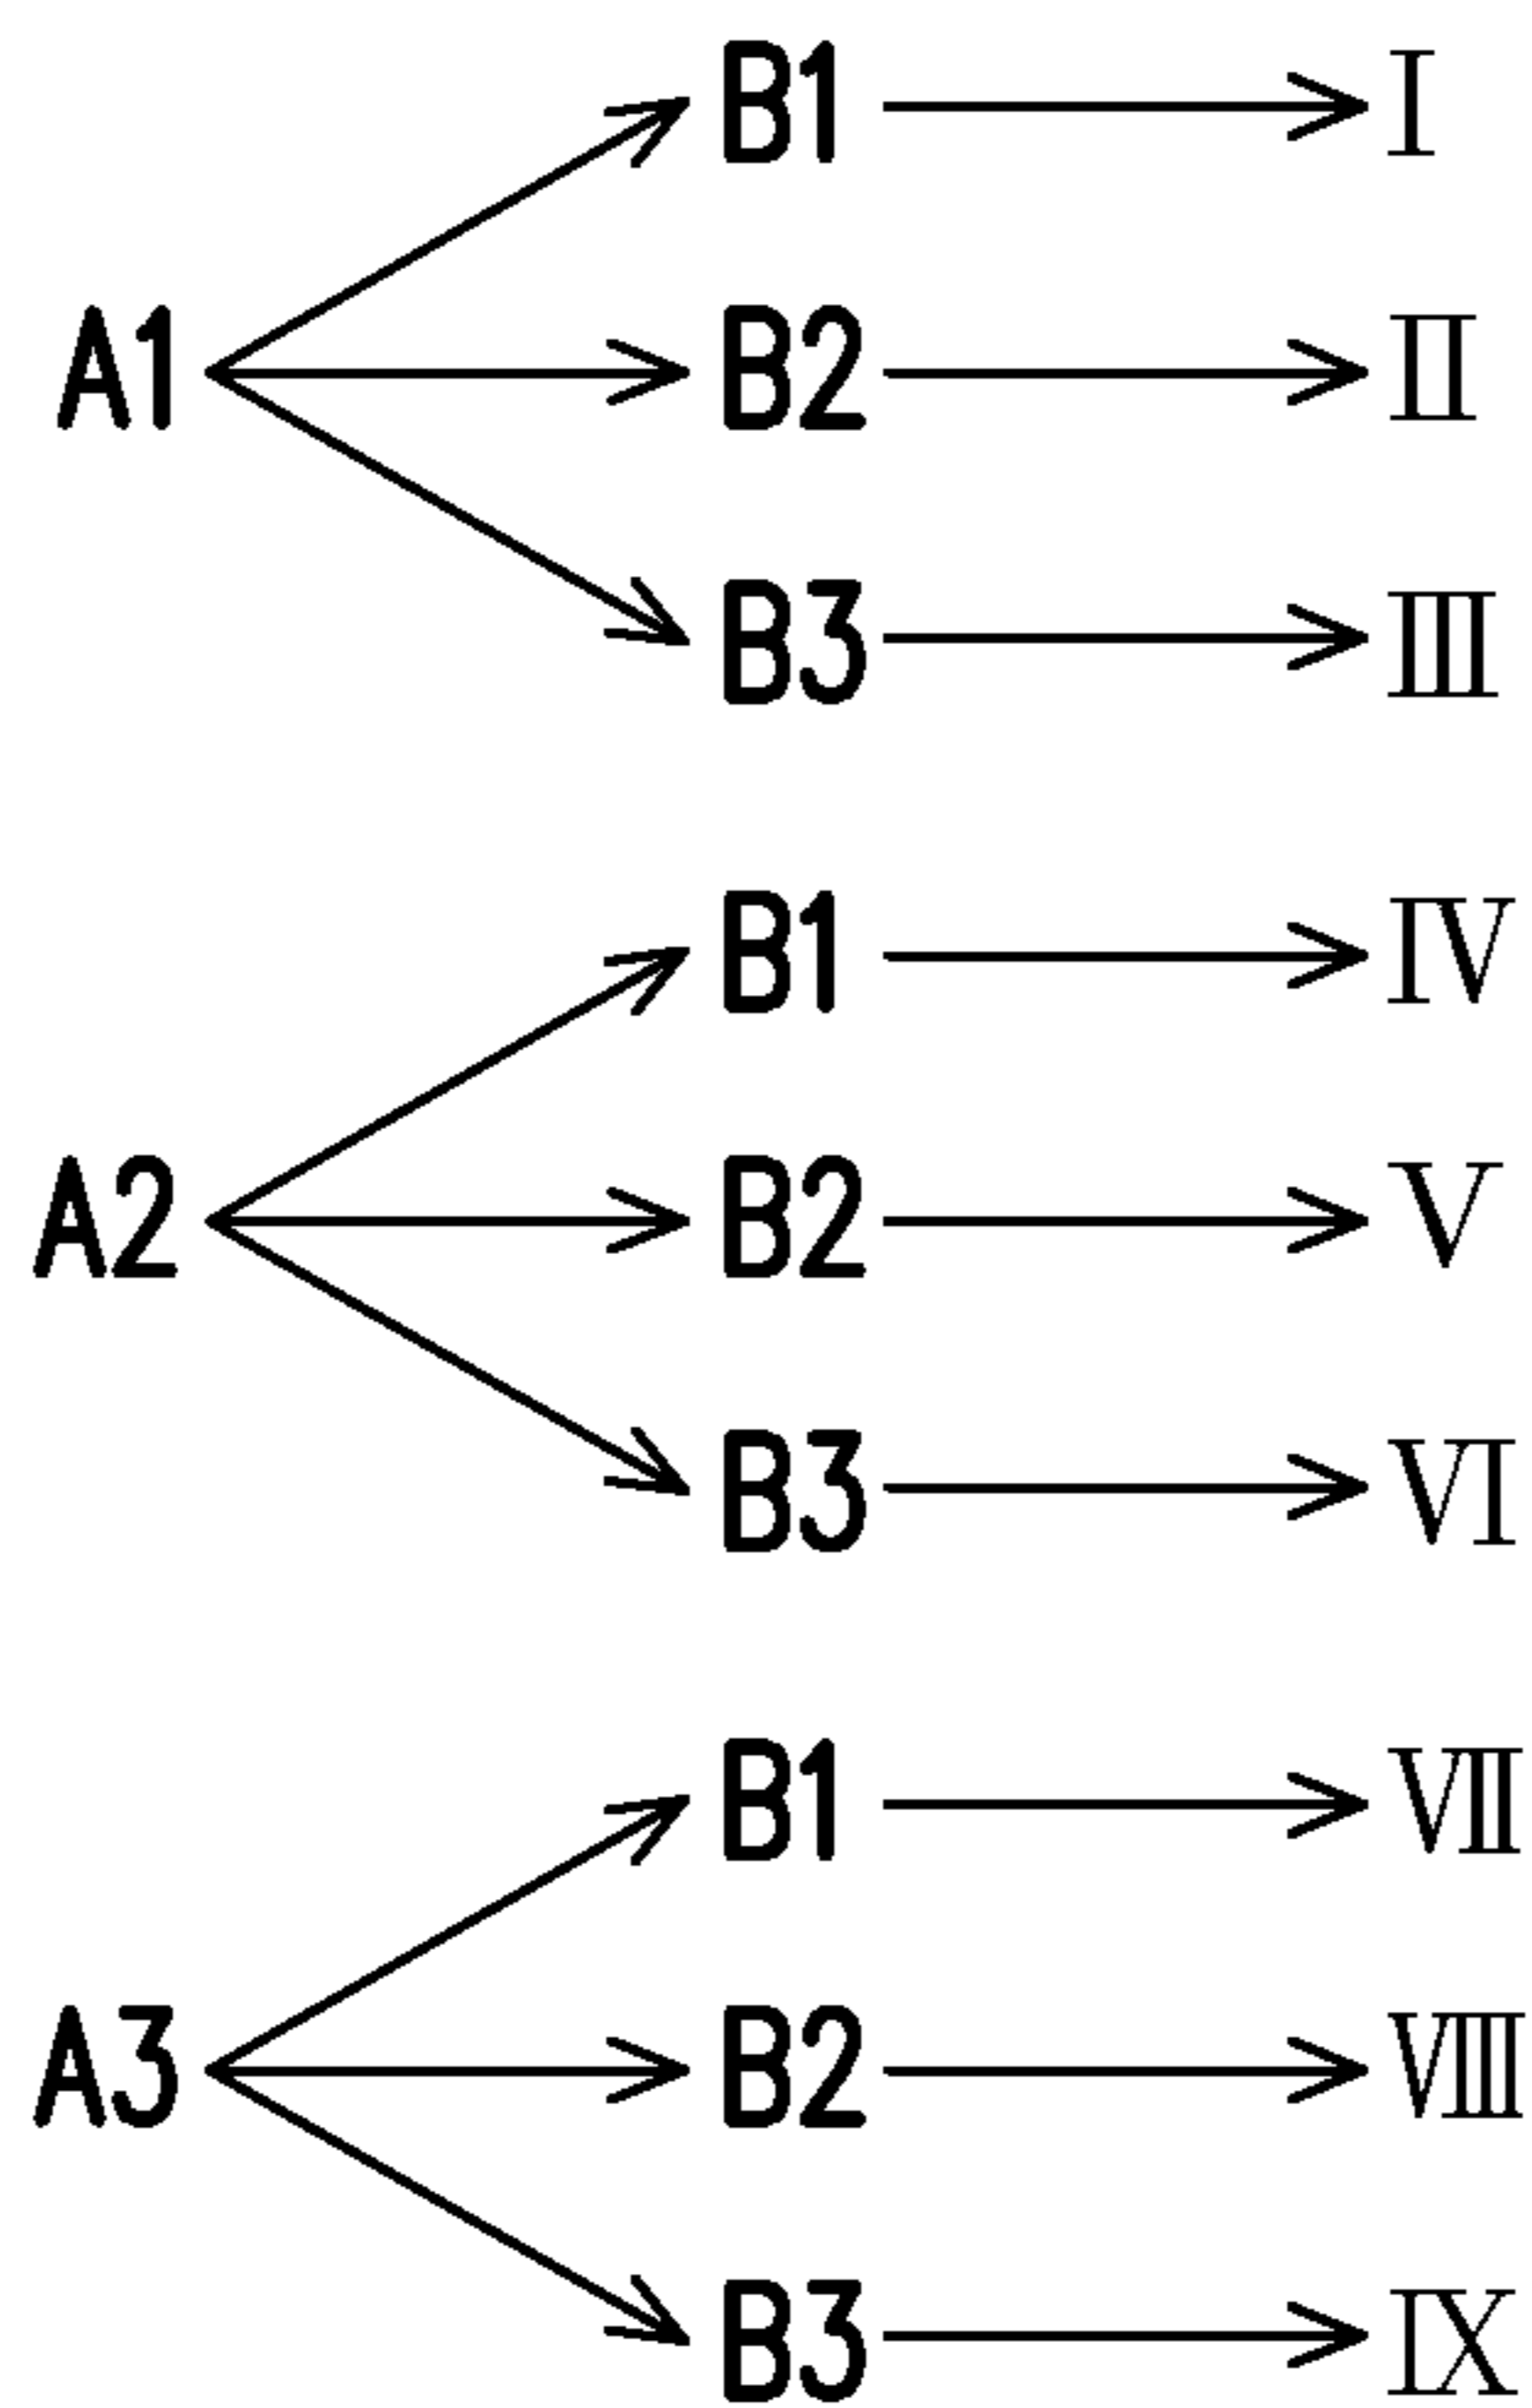 B1 Ⅰ
A1 B2 Ⅱ
B3 Ⅲ
B1 Ⅳ
A2 B2 Ⅴ
B3 Ⅵ
B1 Ⅶ
A3 B2 Ⅷ
B3 Ⅸ